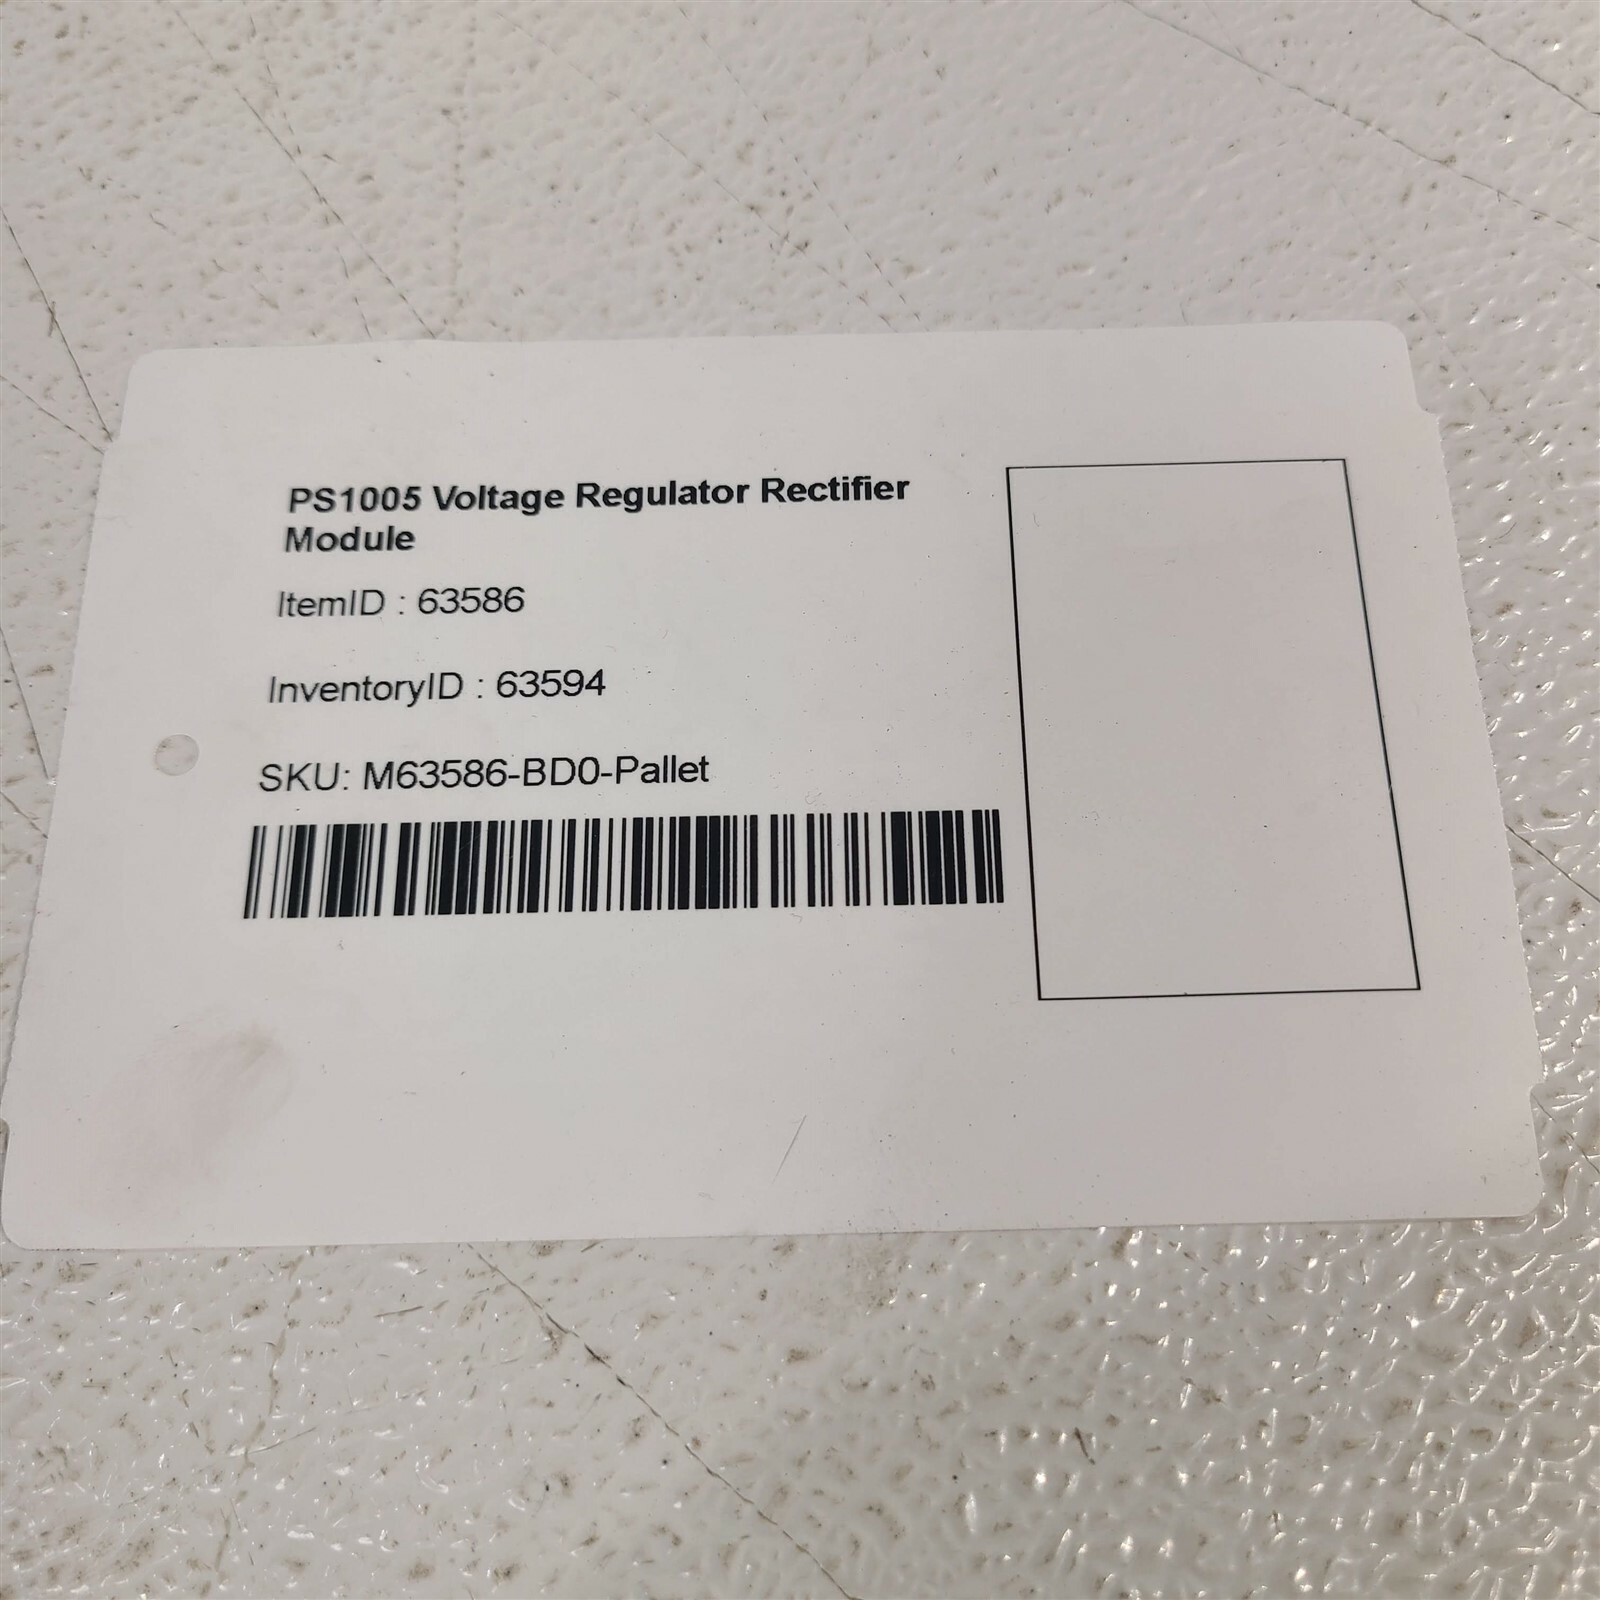 PS1005 Voltage Regulator Rectifier
Module
ItemID : 63586
InventoryID : 63594
SKU: M63586-BD0-Pallet